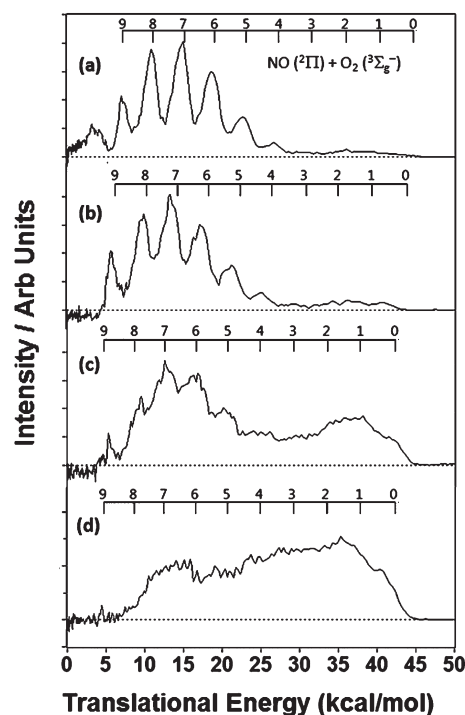 9 8 7 6 5 4 3 2 1 0
(a) NO (²Π) + O₂ (³Σg⁻)
9 8 7 6 5 4 3 2 1 0
(b)
9 8 7 6 5 4 3 2 1 0
(c)
9 8 7 6 5 4 3 2 1 0
(d)
Intensity / Arb Units
0 5 10 15 20 25 30 35 40 45 50
Translational Energy (kcal/mol)